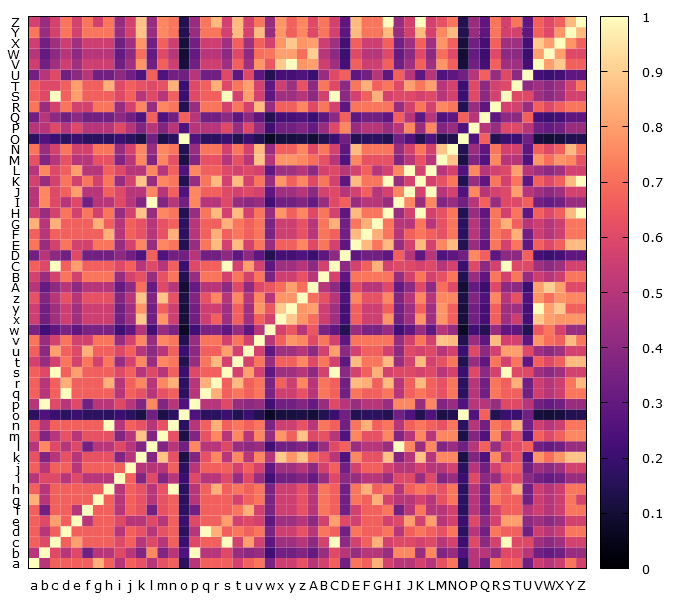 Z
Y
X
W
V
U
T
S
R
Q
P
O
N
M
L
K
J
I
H
G
F
E
D
C
B
A
z
y
x
w
v
u
t
s
r
q
p
o
n
m
l
k
j
i
h
g
f
e
d
c
b
a
a b c d e f g h i j k l m n o p q r s t u v w x y z A B C D E F G H I J K L M N O P Q R S T U V W X Y Z
1
0.9
0.8
0.7
0.6
0.5
0.4
0.3
0.2
0.1
0